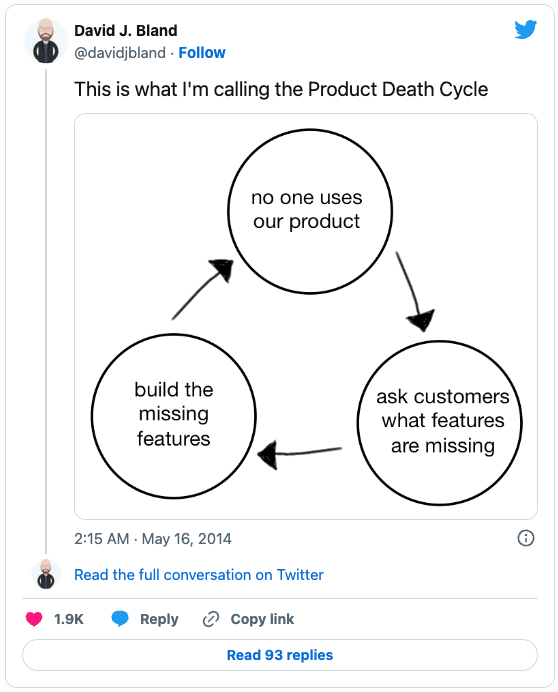 David J. Bland
@davidjbland · Follow
This is what I'm calling the Product Death Cycle
no one uses
our product
ask customers
what features
are missing
build the
missing
features
2:15 AM · May 16, 2014
Read the full conversation on Twitter
1.9K Reply Copy link
Read 93 replies